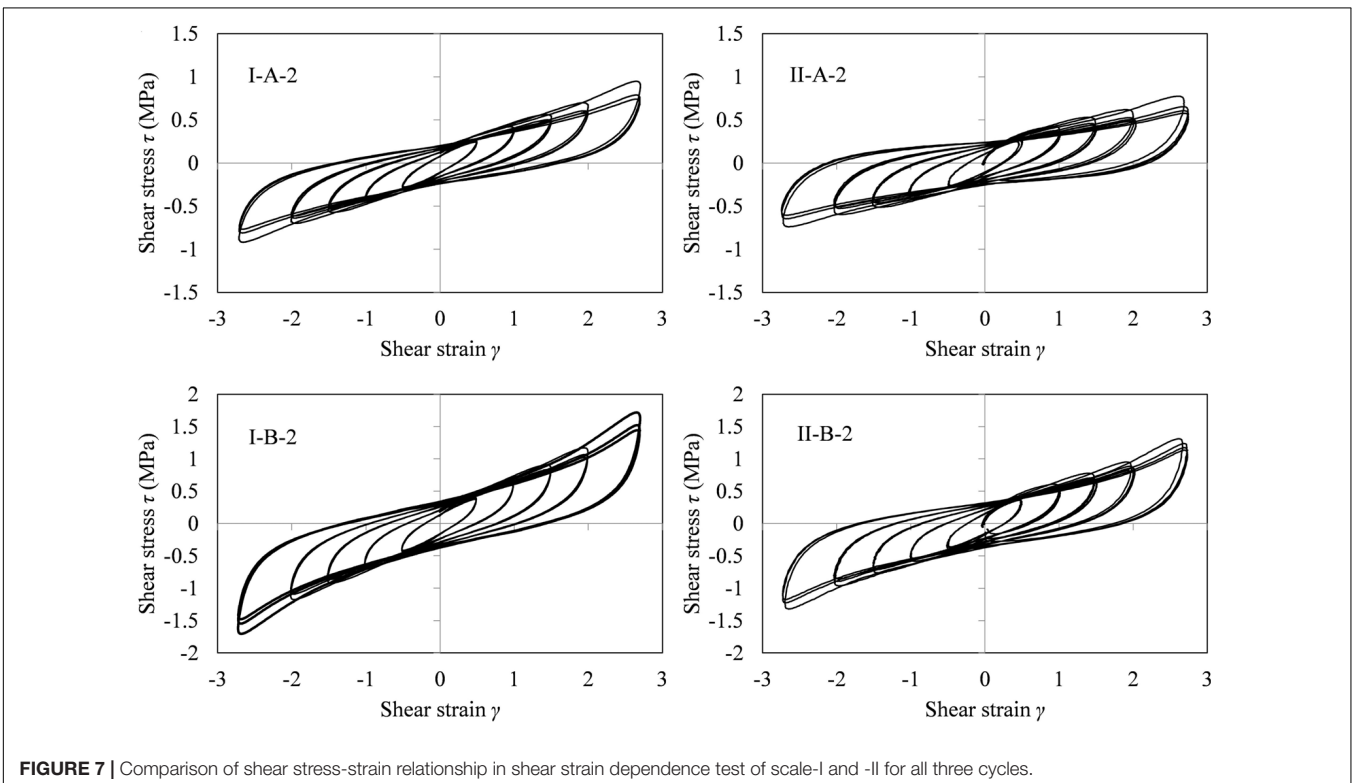 I-A-2
Shear stress τ (MPa)
1.5
1
0.5
0
-0.5
-1
-1.5
-3 -2 -1 0 1 2 3
Shear strain γ
II-A-2
Shear stress τ (MPa)
1.5
1
0.5
0
-0.5
-1
-1.5
-3 -2 -1 0 1 2 3
Shear strain γ
I-B-2
Shear stress τ (MPa)
2
1.5
1
0.5
0
-0.5
-1
-1.5
-2
-3 -2 -1 0 1 2 3
Shear strain γ
II-B-2
Shear stress τ (MPa)
2
1.5
1
0.5
0
-0.5
-1
-1.5
-2
-3 -2 -1 0 1 2 3
Shear strain γ
FIGURE 7 | Comparison of shear stress-strain relationship in shear strain dependence test of scale-I and -II for all three cycles.